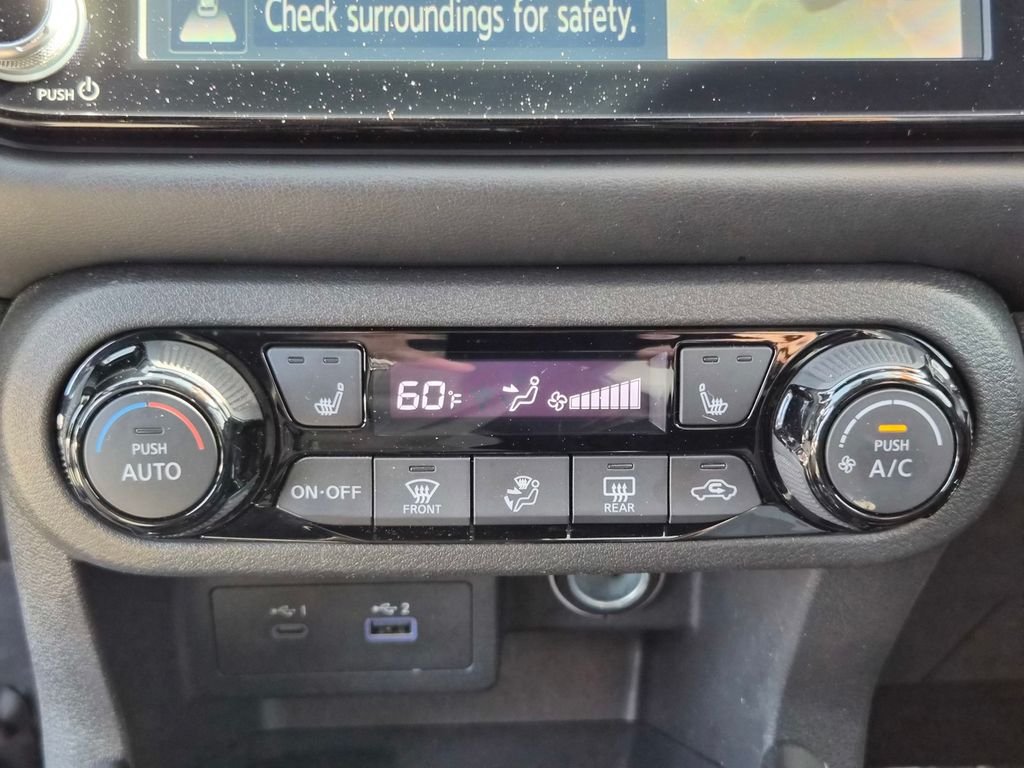 Check surroundings for safety.
PUSH
60°F
PUSH
AUTO
PUSH
A/C
ON·OFF
FRONT
REAR
1
2